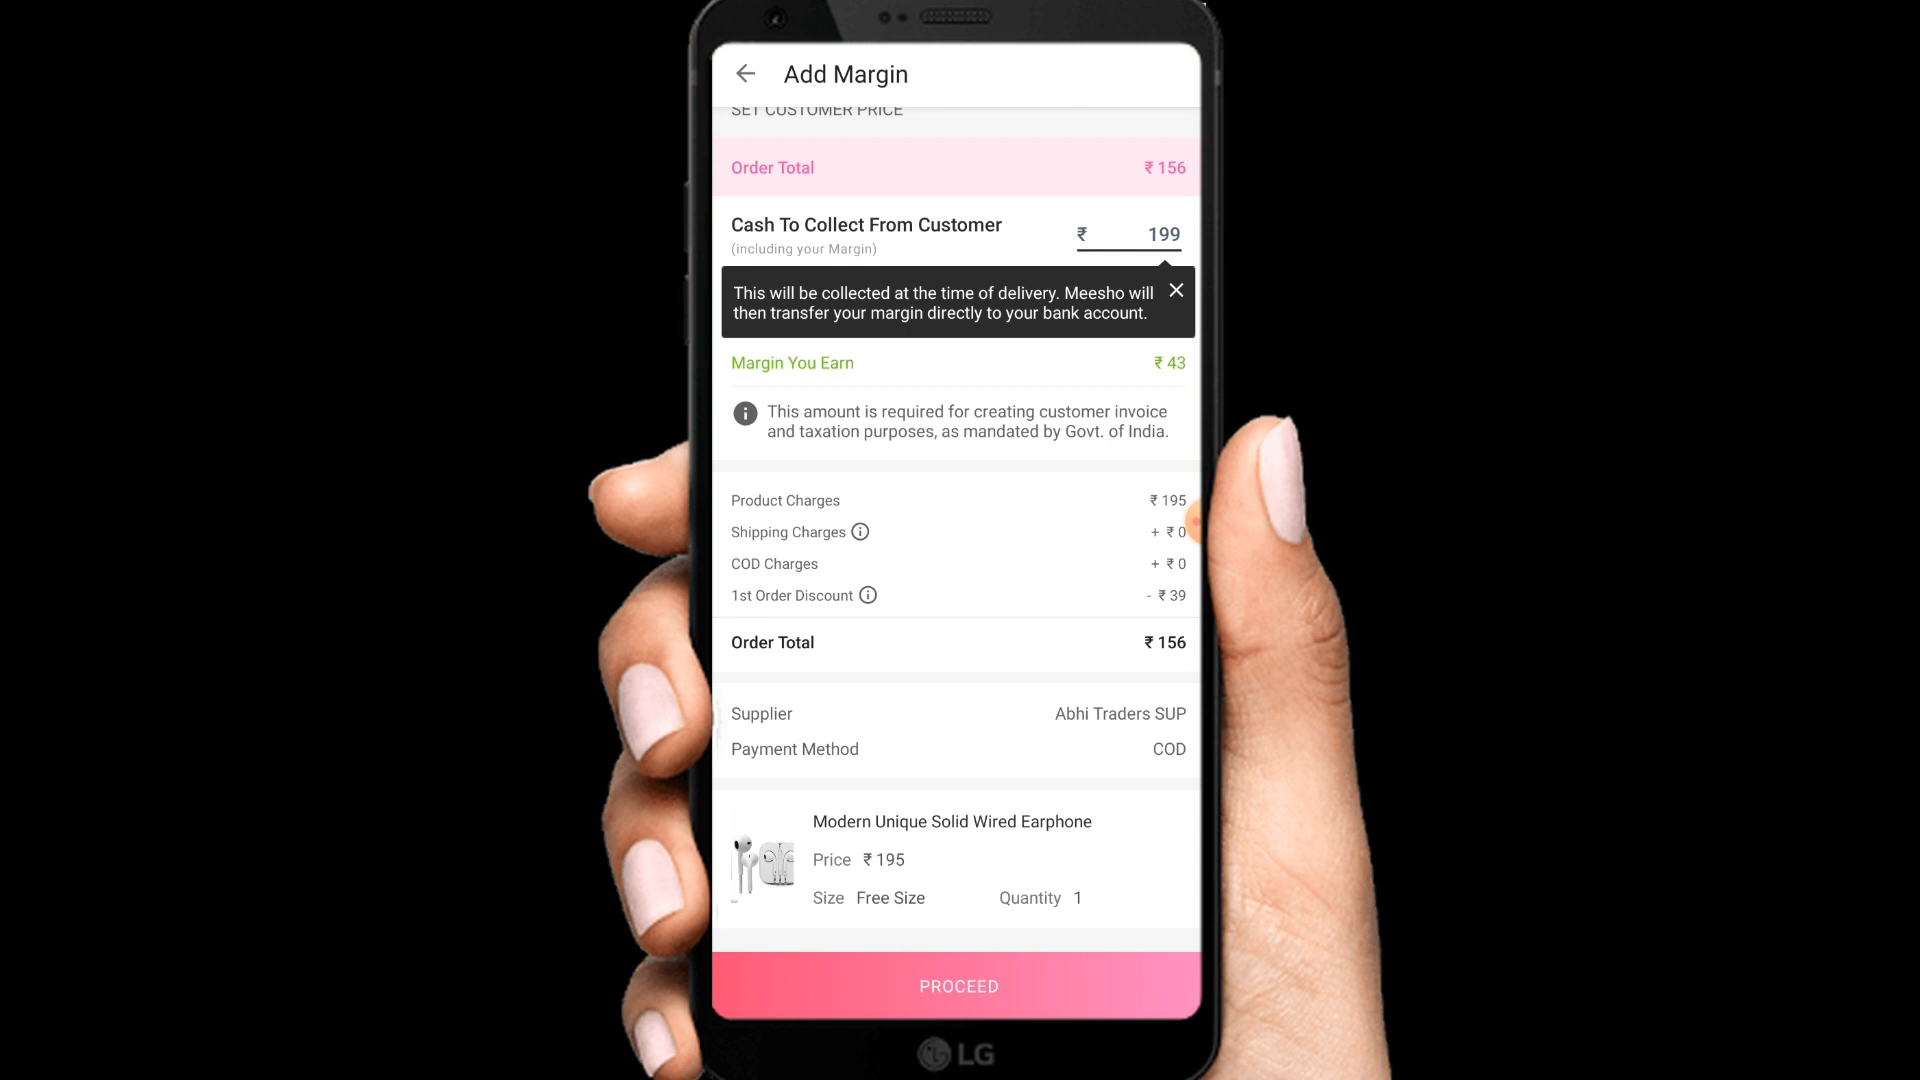 Add Margin
SET CUSTOMER PRICE
Order Total ₹ 156
Cash To Collect From Customer
(including your Margin)
₹ 199
This will be collected at the time of delivery. Meesho will
then transfer your margin directly to your bank account.
Margin You Earn ₹ 43
This amount is required for creating customer invoice
and taxation purposes, as mandated by Govt. of India.
Product Charges ₹ 195
Shipping Charges + ₹ 0
COD Charges + ₹ 0
1st Order Discount - ₹ 39
Order Total ₹ 156
Supplier Abhi Traders SUP
Payment Method COD
Modern Unique Solid Wired Earphone
Price ₹ 195
Size Free Size Quantity 1
PROCEED
LG